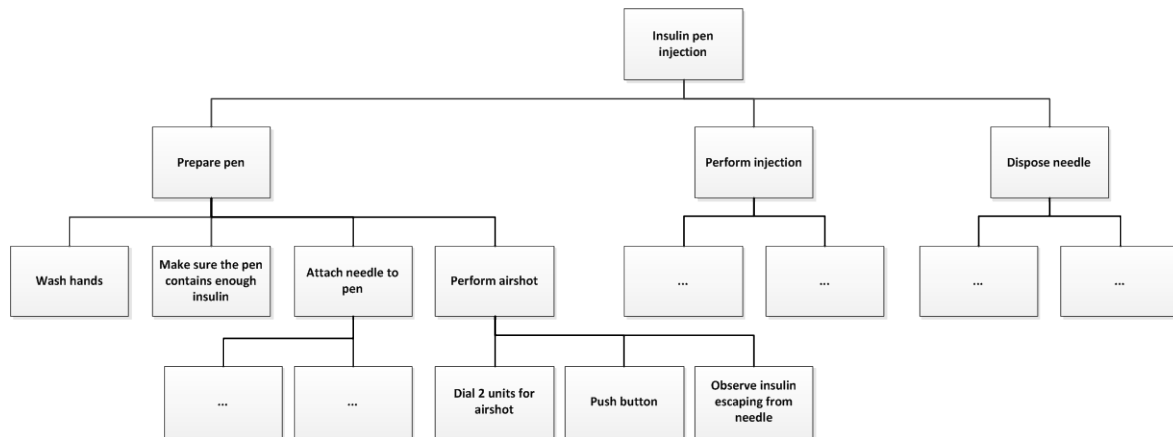 Insulin pen
injection
Prepare pen
Perform injection
Dispose needle
Wash hands
Make sure the pen
contains enough
insulin
Attach needle to
pen
Perform airshot
...
...
...
...
...
...
Dial 2 units for
airshot
Push button
Observe insulin
escaping from
needle